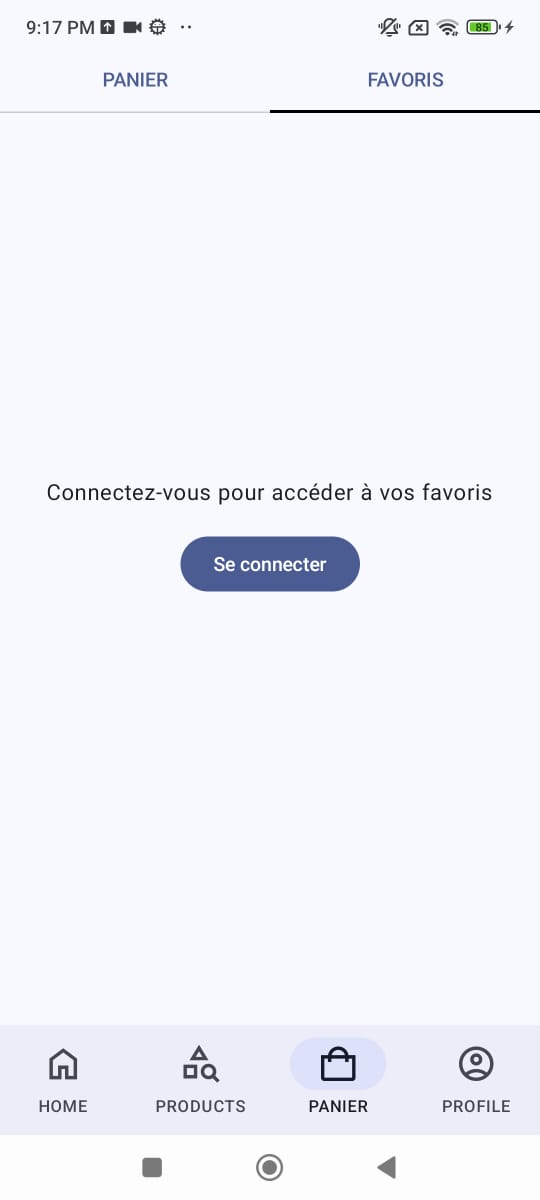 9:17 PM
85
PANIER
FAVORIS
Connectez-vous pour accéder à vos favoris
Se connecter
HOME
PRODUCTS
PANIER
PROFILE